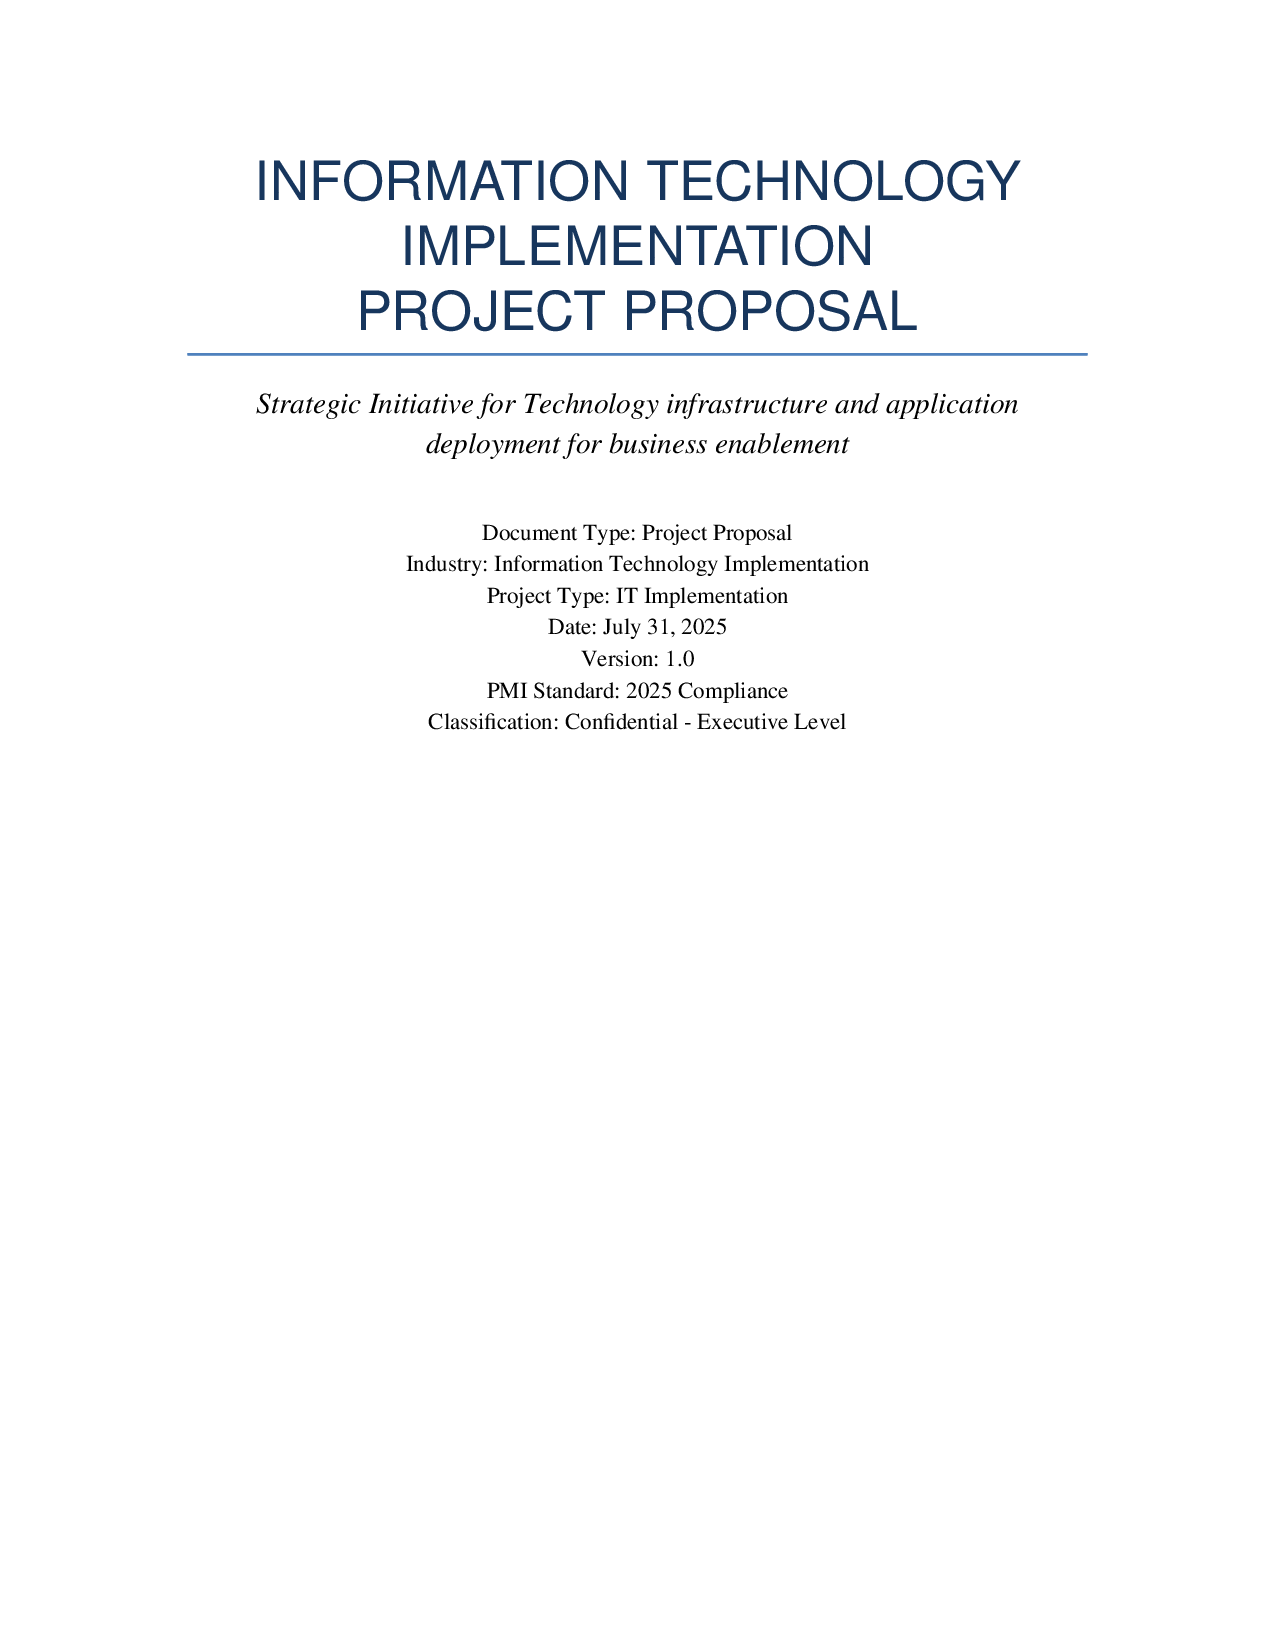 INFORMATION TECHNOLOGY
IMPLEMENTATION
PROJECT PROPOSAL
Strategic Initiative for Technology infrastructure and application
deployment for business enablement
Document Type: Project Proposal
Industry: Information Technology Implementation
Project Type: IT Implementation
Date: July 31, 2025
Version: 1.0
PMI Standard: 2025 Compliance
Classification: Confidential - Executive Level